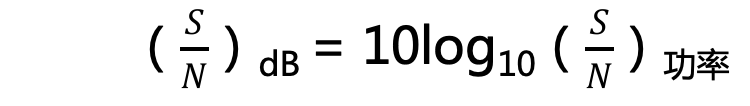 ( S/N ) dB = 10log₁₀ ( S/N ) 功率